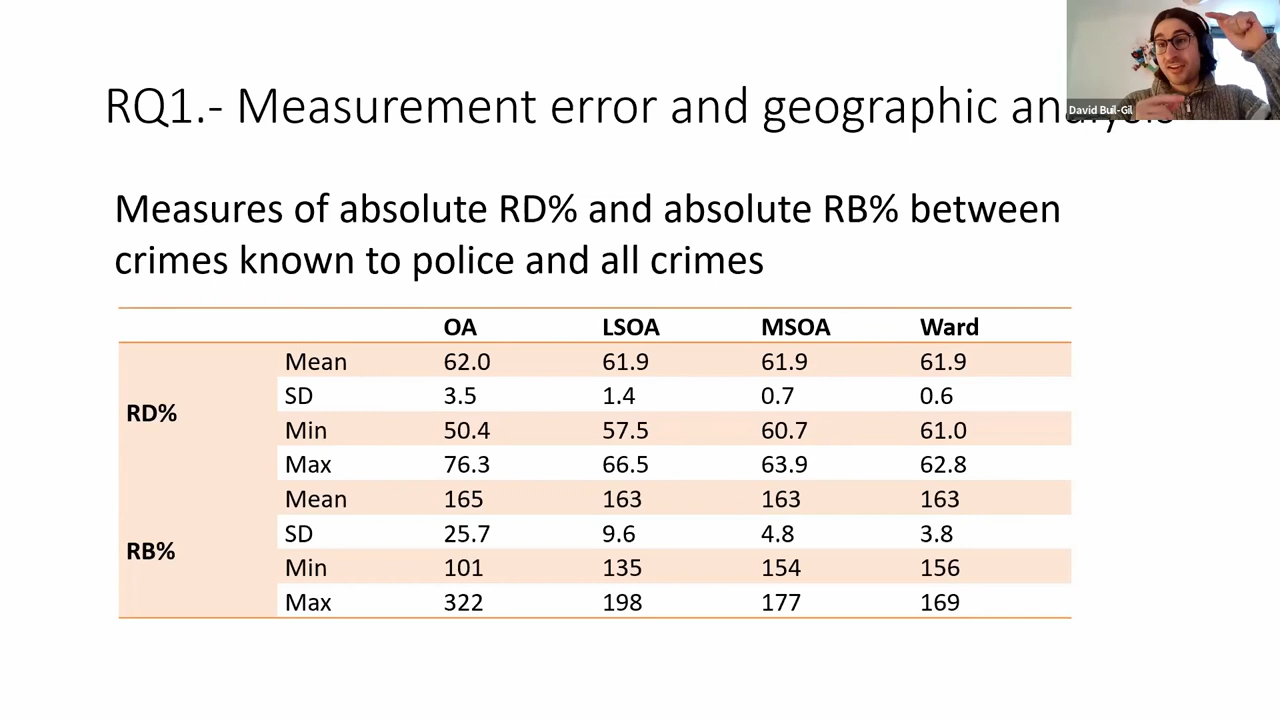 RQ1.- Measurement error and geographic
David Buil-Gil
Measures of absolute RD% and absolute RB% between
crimes known to police and all crimes
OA LSOA MSOA Ward
RD% Mean 62.0 61.9 61.9 61.9
SD 3.5 1.4 0.7 0.6
Min 50.4 57.5 60.7 61.0
Max 76.3 66.5 63.9 62.8
RB% Mean 165 163 163 163
SD 25.7 9.6 4.8 3.8
Min 101 135 154 156
Max 322 198 177 169